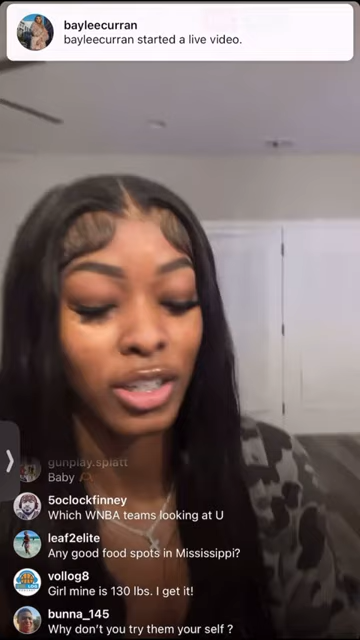 bayleecurran
bayleecurran started a live video.
gunplay.splatt
Baby
5oclockfinney
Which WNBA teams looking at U
leaf2elite
Any good food spots in Mississippi?
vollog8
Girl mine is 130 lbs. I get it!
bunna_145
Why don't you try them your self ?